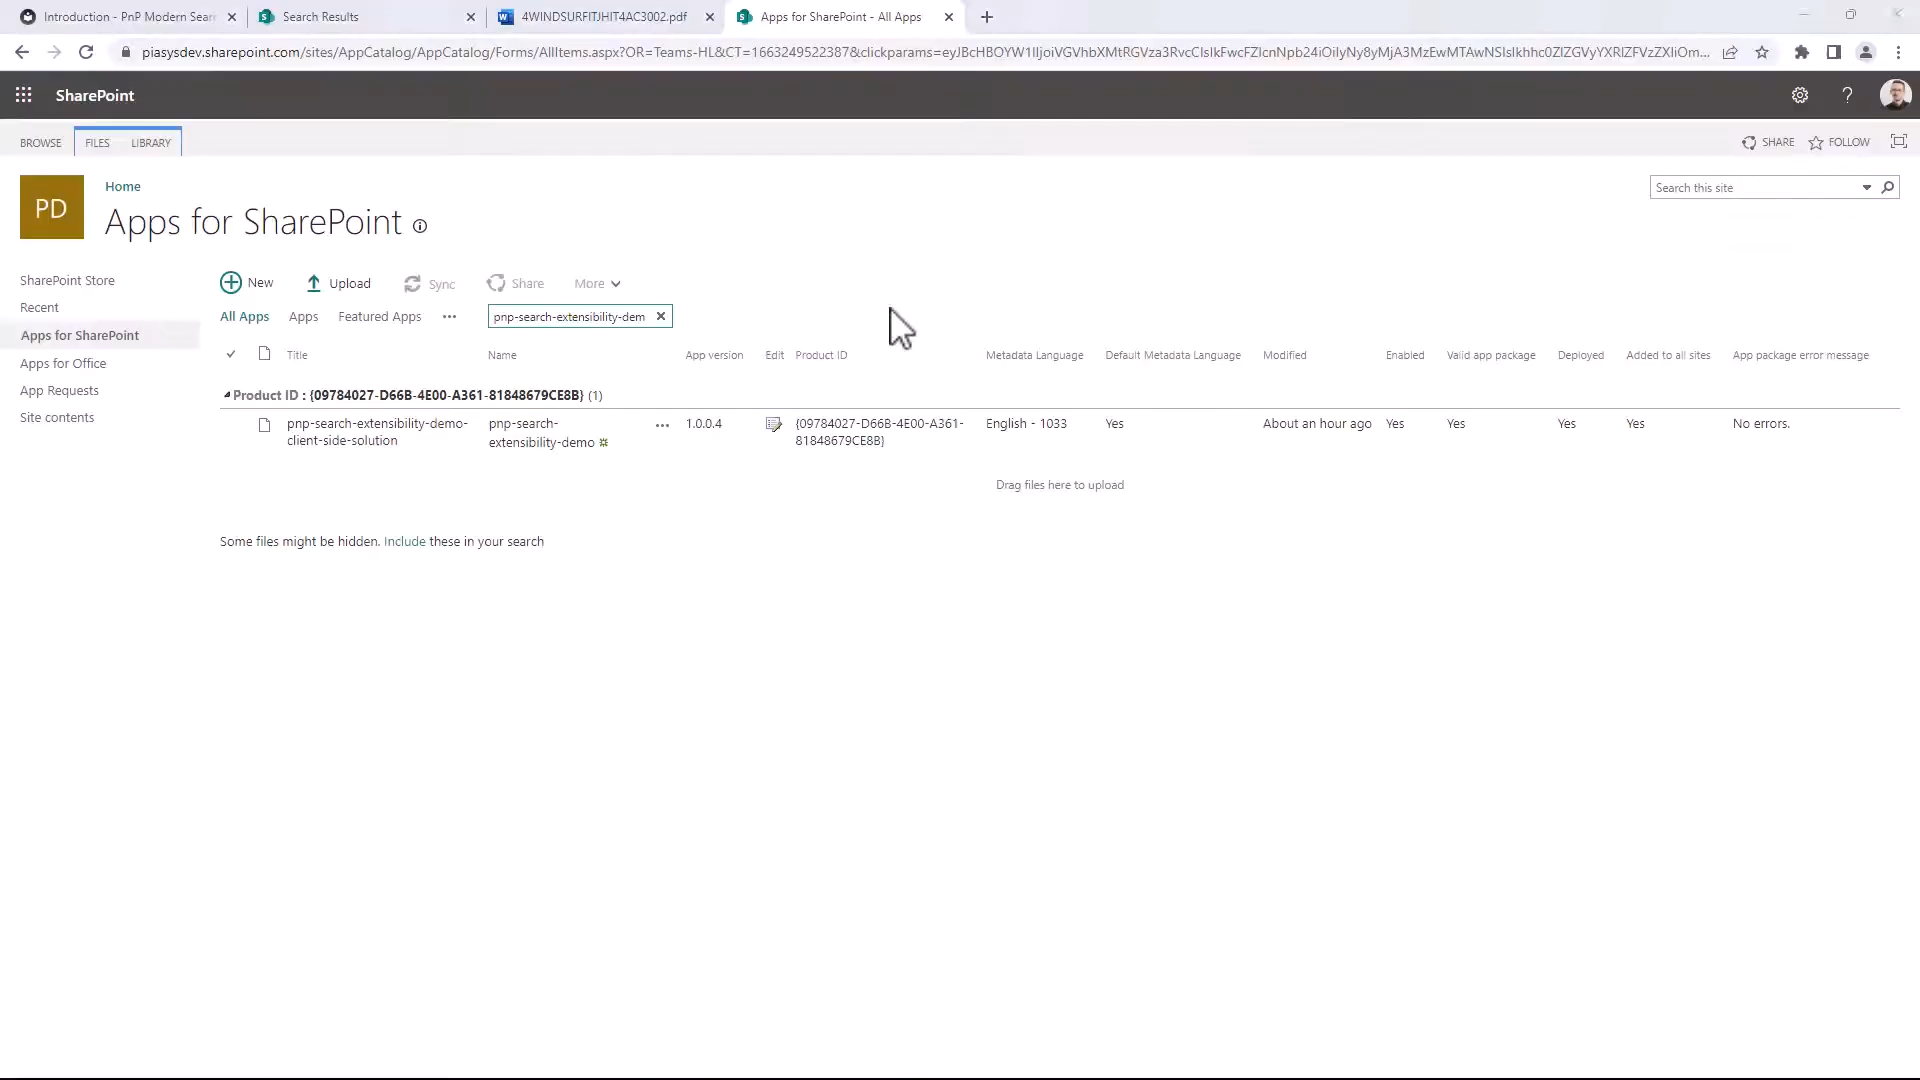 Introduction - PnP Modern Sear
Search Results
4WINDSURFITJHIT4AC3002.pdf
Apps for SharePoint - All Apps
piasysdev.sharepoint.com/sites/AppCatalog/AppCatalog/Forms/AllItems.aspx?OR=Teams-HL&CT=1663249522387&clickparams=
SharePoint
BROWSE FILES LIBRARY
SHARE FOLLOW
PD
Home
Apps for SharePoint
Search this site
SharePoint Store
Recent
Apps for SharePoint
Apps for Office
App Requests
Site contents
New Upload Sync Share More
All Apps Apps Featured Apps ··· pnp-search-extensibility-dem
Title Name App version Edit Product ID Metadata Language Default Metadata Language Modified Enabled Valid app package Deployed Added to all sites App package error message
Product ID : {09784027-D66B-4E00-A361-81848679CE8B} (1)
pnp-search-extensibility-demo-client-side-solution pnp-search-extensibility-demo ··· 1.0.0.4 {09784027-D66B-4E00-A361-81848679CE8B} English - 1033 Yes About an hour ago Yes Yes Yes Yes No errors.
Drag files here to upload
Some files might be hidden. Include these in your search